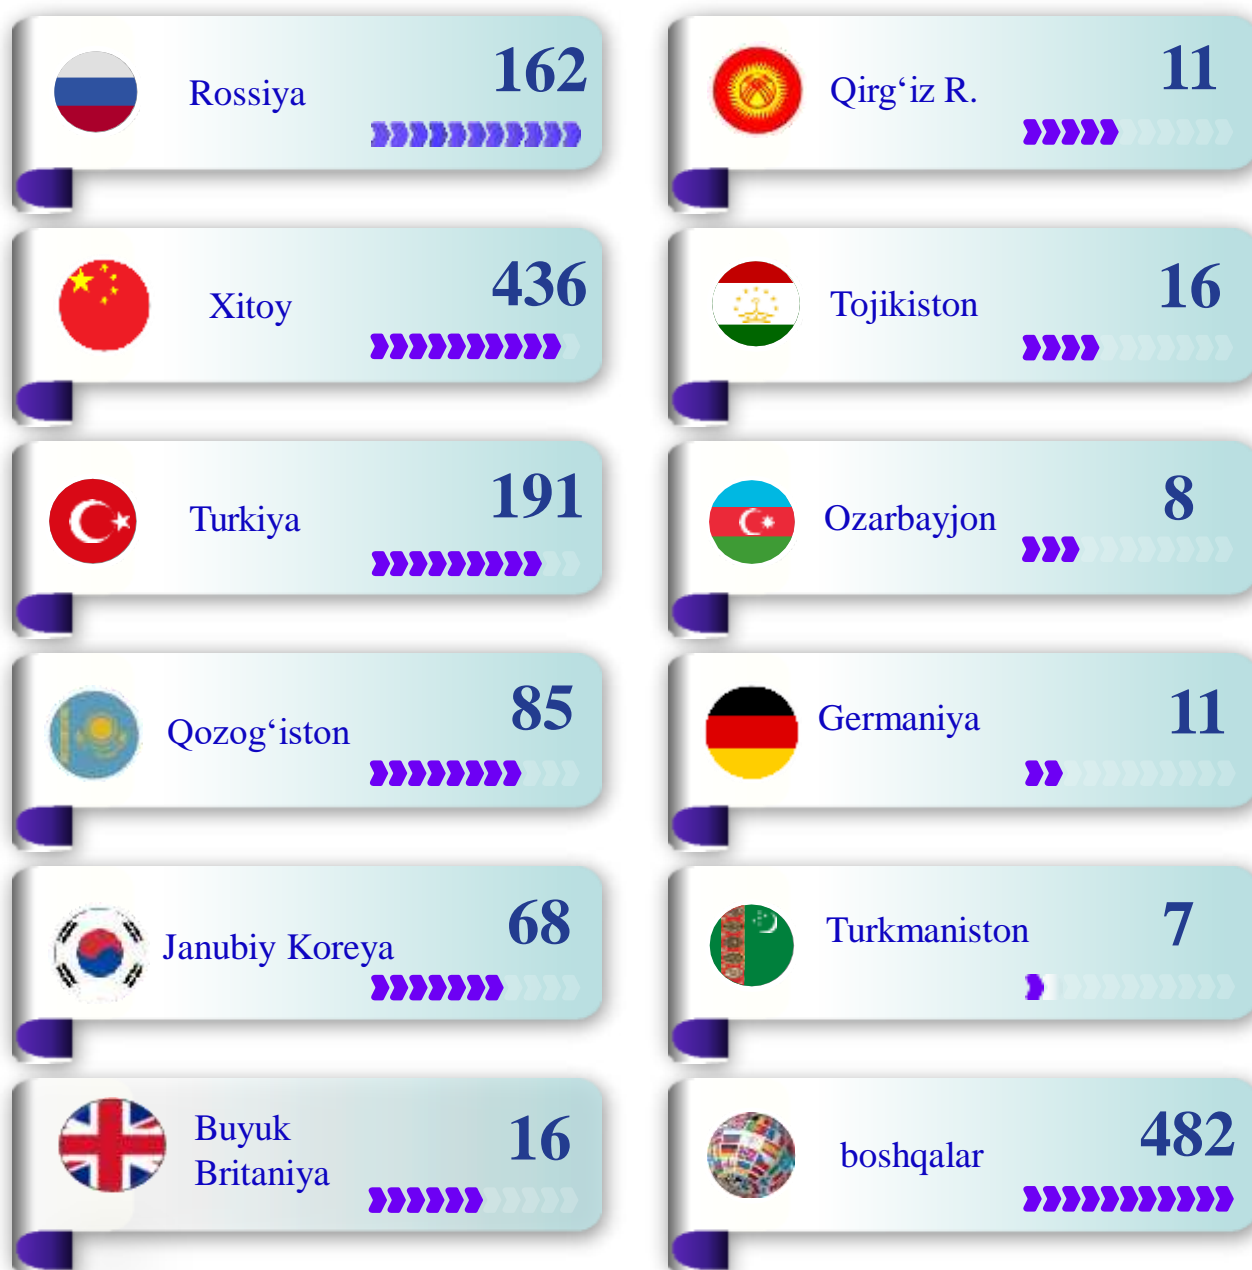 Rossiya
162
Xitoy
436
Turkiya
191
Qozog‘iston
85
Janubiy Koreya
68
Buyuk
Britaniya
16
Qirg‘iz R.
11
Tojikiston
16
Ozarbayjon
8
Germaniya
11
Turkmaniston
7
boshqalar
482